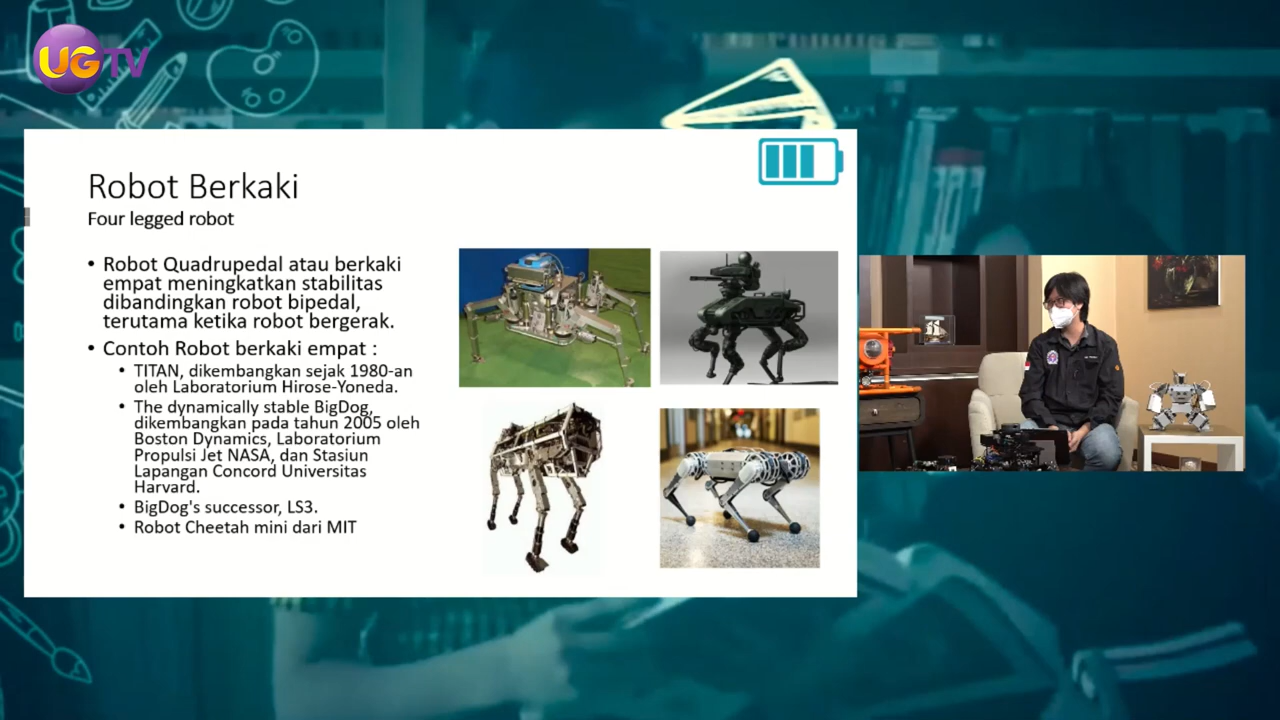 UGTV
Robot Berkaki
Four legged robot
• Robot Quadrupedal atau berkaki
empat meningkatkan stabilitas
dibandingkan robot bipedal,
terutama ketika robot bergerak.
• Contoh Robot berkaki empat :
• TITAN, dikembangkan sejak 1980-an
oleh Laboratorium Hirose-Yoneda.
• The dynamically stable BigDog,
dikembangkan pada tahun 2005 oleh
Boston Dynamics, Laboratorium
Propulsi Jet NASA, dan Stasiun
Lapangan Concord Universitas
Harvard.
• BigDog's successor, LS3.
• Robot Cheetah mini dari MIT